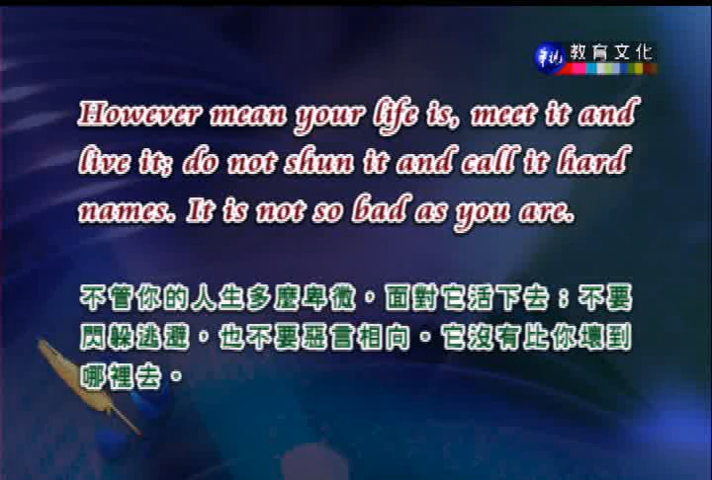 華視 教育文化
However mean your life is, meet it and
live it; do not shun it and call it hard
names. It is not so bad as you are.
不管你的人生多麼卑微，面對它活下去；不要
閃躲逃避，也不要惡言相向。它沒有比你壞到
哪裡去。